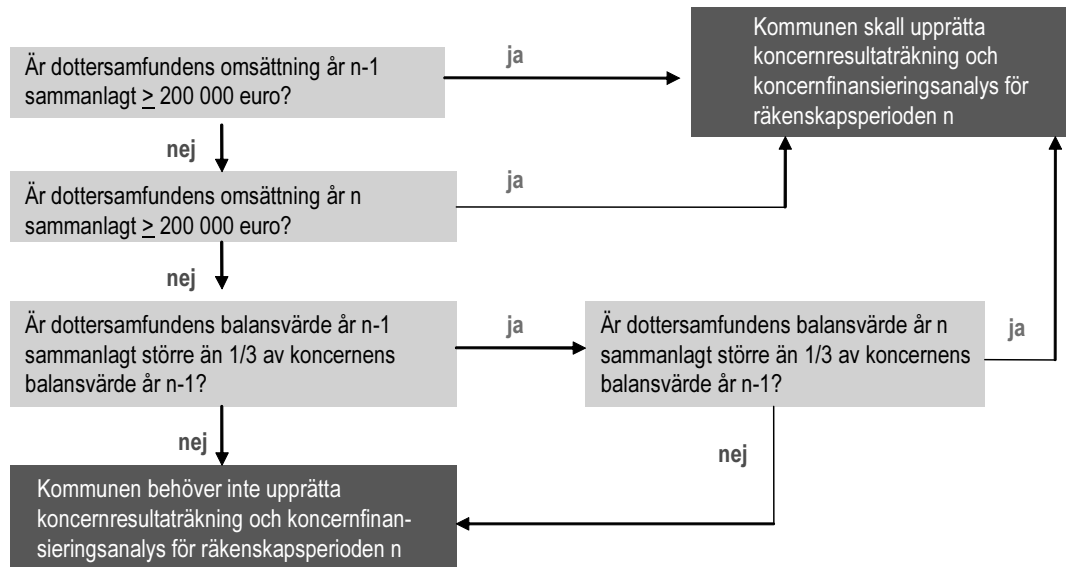 Är dottersamfundens omsättning år n-1
sammanlagt ≥ 200 000 euro?
ja
Kommunen skall upprätta
koncernresultaträkning och
koncernfinansieringsanalys för
räkenskapsperioden n
nej
Är dottersamfundens omsättning år n
sammanlagt ≥ 200 000 euro?
ja
nej
Är dottersamfundens balansvärde år n-1
sammanlagt större än 1/3 av koncernens
balansvärde år n-1?
ja
Är dottersamfundens balansvärde år n
sammanlagt större än 1/3 av koncernens
balansvärde år n-1?
ja
nej
nej
Kommunen behöver inte upprätta
koncernresultaträkning och koncernfinan-
sieringsanalys för räkenskapsperioden n